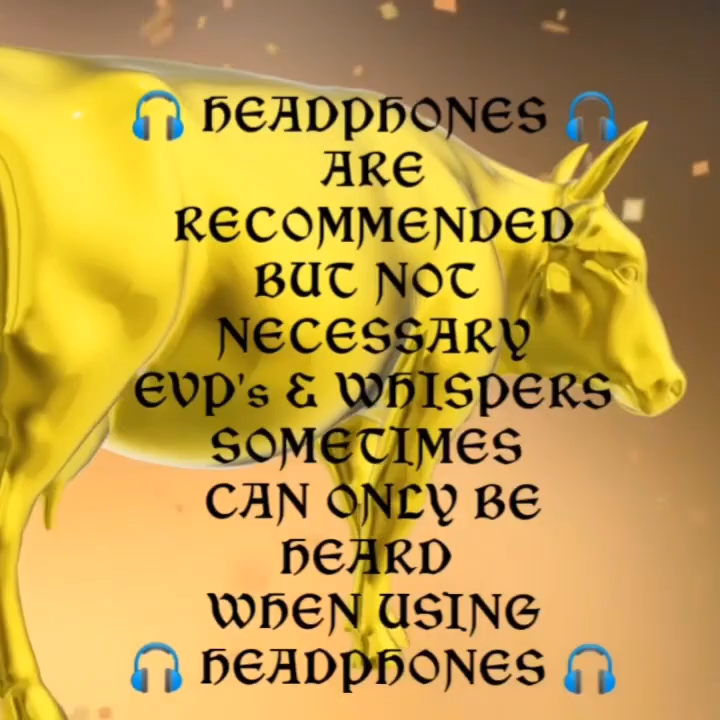 🎧 HEADPHONES 🎧
ARE
RECOMMENDED
BUT NOT
NECESSARY
EVP's & WHISPERS
SOMETIMES
CAN ONLY BE
HEARD
WHEN USING
🎧 HEADPHONES 🎧